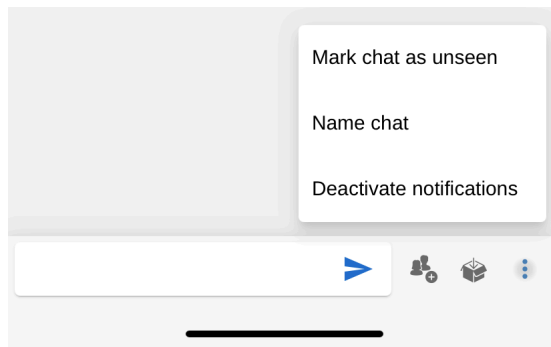 Mark chat as unseen
Name chat
Deactivate notifications